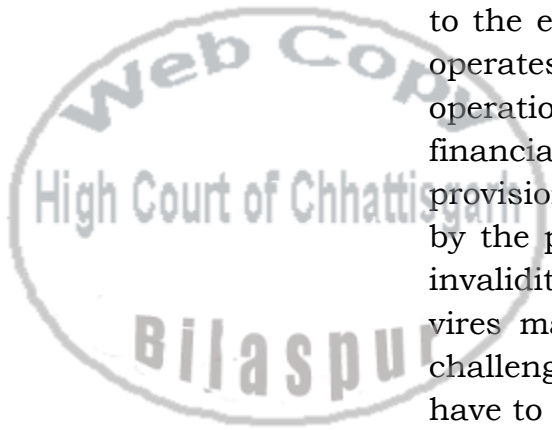 Web Copy
High Court of Chhattisgarh
Bilaspur
to the e
operates
operatio
financia
provision
by the p
invalidit
vires ma
challeng
have to